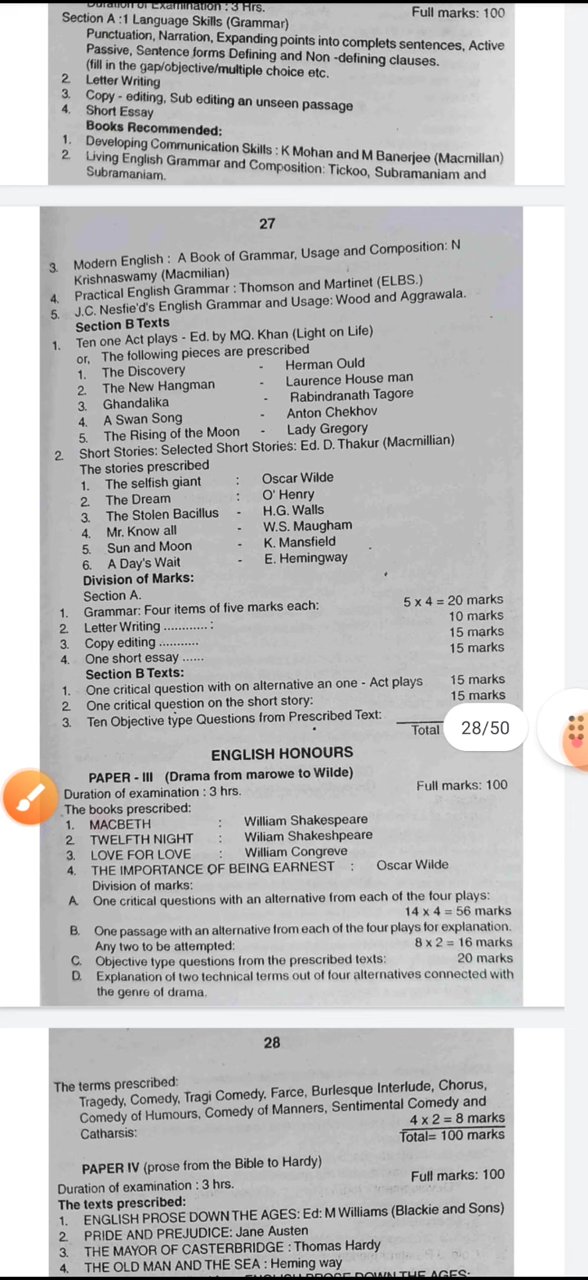 Duration of Examination : 3 Hrs. Full marks: 100
Section A :1 Language Skills (Grammar)
Punctuation, Narration, Expanding points into complets sentences, Active
Passive, Sentence forms Defining and Non -defining clauses.
(fill in the gap/objective/multiple choice etc.
2. Letter Writing
3. Copy - editing, Sub editing an unseen passage
4. Short Essay
Books Recommended:
1. Developing Communication Skills : K Mohan and M Banerjee (Macmillan)
2. Living English Grammar and Composition: Tickoo, Subramaniam and
Subramaniam.
27
3. Modern English : A Book of Grammar, Usage and Composition: N
Krishnaswamy (Macmilian)
4. Practical English Grammar : Thomson and Martinet (ELBS.)
5. J.C. Nesfie'd's English Grammar and Usage: Wood and Aggrawala.
Section B Texts
1. Ten one Act plays - Ed. by MQ. Khan (Light on Life)
or, The following pieces are prescribed
1. The Discovery - Herman Ould
2. The New Hangman - Laurence House man
3. Ghandalika - Rabindranath Tagore
4. A Swan Song - Anton Chekhov
5. The Rising of the Moon - Lady Gregory
2. Short Stories: Selected Short Stories: Ed. D. Thakur (Macmillian)
The stories prescribed
1. The selfish giant : Oscar Wilde
2. The Dream : O' Henry
3. The Stolen Bacillus - H.G. Walls
4. Mr. Know all - W.S. Maugham
5. Sun and Moon - K. Mansfield
6. A Day's Wait - E. Hemingway
Division of Marks:
Section A.
1. Grammar: Four items of five marks each: 5 x 4 = 20 marks
2. Letter Writing ............: 10 marks
3. Copy editing ........... 15 marks
4. One short essay ...... 15 marks
Section B Texts:
1. One critical question with on alternative an one - Act plays 15 marks
2. One critical question on the short story: 15 marks
3. Ten Objective type Questions from Prescribed Text:
Total
28/50
ENGLISH HONOURS
PAPER - III (Drama from marowe to Wilde)
Duration of examination : 3 hrs. Full marks: 100
The books prescribed:
1. MACBETH : William Shakespeare
2. TWELFTH NIGHT : Wiliam Shakeshpeare
3. LOVE FOR LOVE : William Congreve
4. THE IMPORTANCE OF BEING EARNEST : Oscar Wilde
Division of marks:
A. One critical questions with an alternative from each of the four plays:
14 x 4 = 56 marks
B. One passage with an alternative from each of the four plays for explanation.
Any two to be attempted: 8 x 2 = 16 marks
C. Objective type questions from the prescribed texts: 20 marks
D. Explanation of two technical terms out of four alternatives connected with
the genre of drama.
28
The terms prescribed:
Tragedy, Comedy, Tragi Comedy, Farce, Burlesque Interlude, Chorus,
Comedy of Humours, Comedy of Manners, Sentimental Comedy and
Catharsis: 4 x 2 = 8 marks
Total= 100 marks
PAPER IV (prose from the Bible to Hardy)
Duration of examination : 3 hrs. Full marks: 100
The texts prescribed:
1. ENGLISH PROSE DOWN THE AGES: Ed: M Williams (Blackie and Sons)
2. PRIDE AND PREJUDICE: Jane Austen
3. THE MAYOR OF CASTERBRIDGE : Thomas Hardy
4. THE OLD MAN AND THE SEA : Heming way
ENGLISH PROSE DOWN THE AGES: